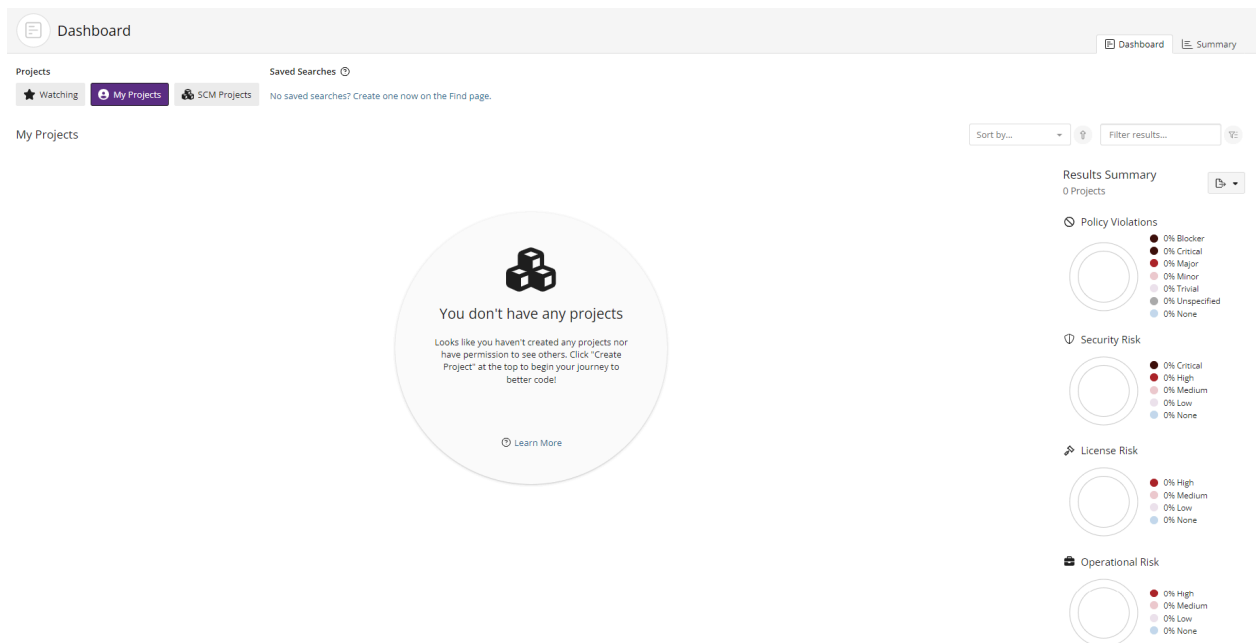 Dashboard
Dashboard
Summary
Projects
Saved Searches
Watching
My Projects
SCM Projects
No saved searches? Create one now on the Find page.
My Projects
Sort by...
Filter results...
You don't have any projects
Looks like you haven't created any projects nor
have permission to see others. Click "Create
Project" at the top to begin your journey to
better code!
Learn More
Results Summary
0 Projects
Policy Violations
0% Blocker
0% Critical
0% Major
0% Minor
0% Trivial
0% Unspecified
0% None
Security Risk
0% Critical
0% High
0% Medium
0% Low
0% None
License Risk
0% High
0% Medium
0% Low
0% None
Operational Risk
0% High
0% Medium
0% Low
0% None